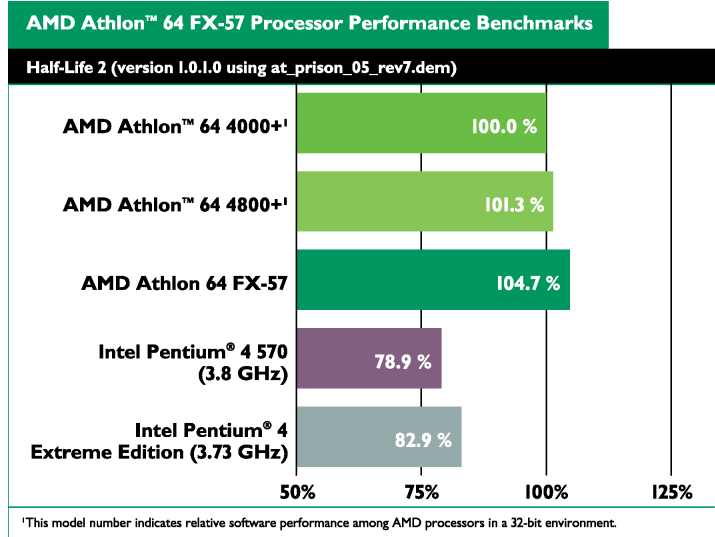 AMD Athlon™ 64 FX-57 Processor Performance Benchmarks
Half-Life 2 (version 1.0.1.0 using at_prison_05_rev7.dem)
AMD Athlon™ 64 4000+¹
100.0 %
AMD Athlon™ 64 4800+¹
101.3 %
AMD Athlon 64 FX-57
104.7 %
Intel Pentium® 4 570
(3.8 GHz)
78.9 %
Intel Pentium® 4
Extreme Edition (3.73 GHz)
82.9 %
50% 75% 100% 125%
¹This model number indicates relative software performance among AMD processors in a 32-bit environment.